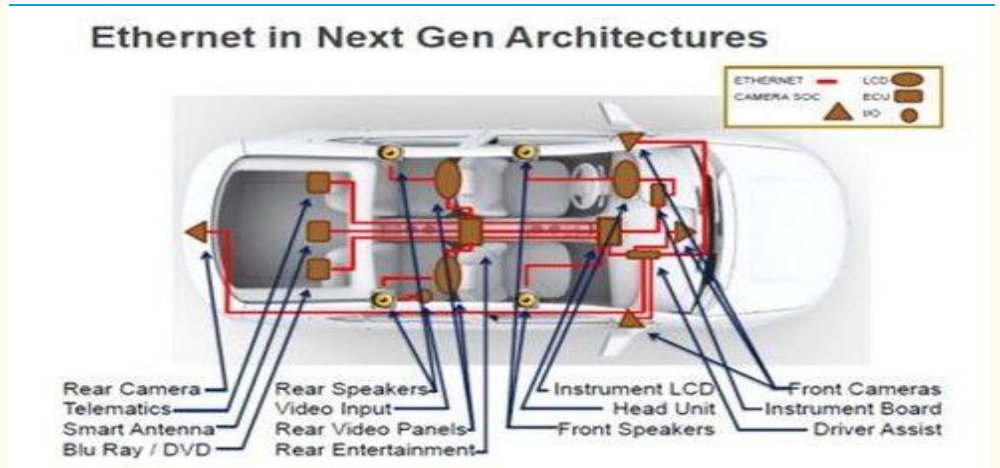 Ethernet in Next Gen Architectures
ETHERNET LCD
CAMERA SOC ECU
I/O
Rear Camera
Telematics
Smart Antenna
Blu Ray / DVD
Rear Speakers
Video Input
Rear Video Panels
Rear Entertainment
Instrument LCD
Head Unit
Front Speakers
Front Cameras
Instrument Board
Driver Assist